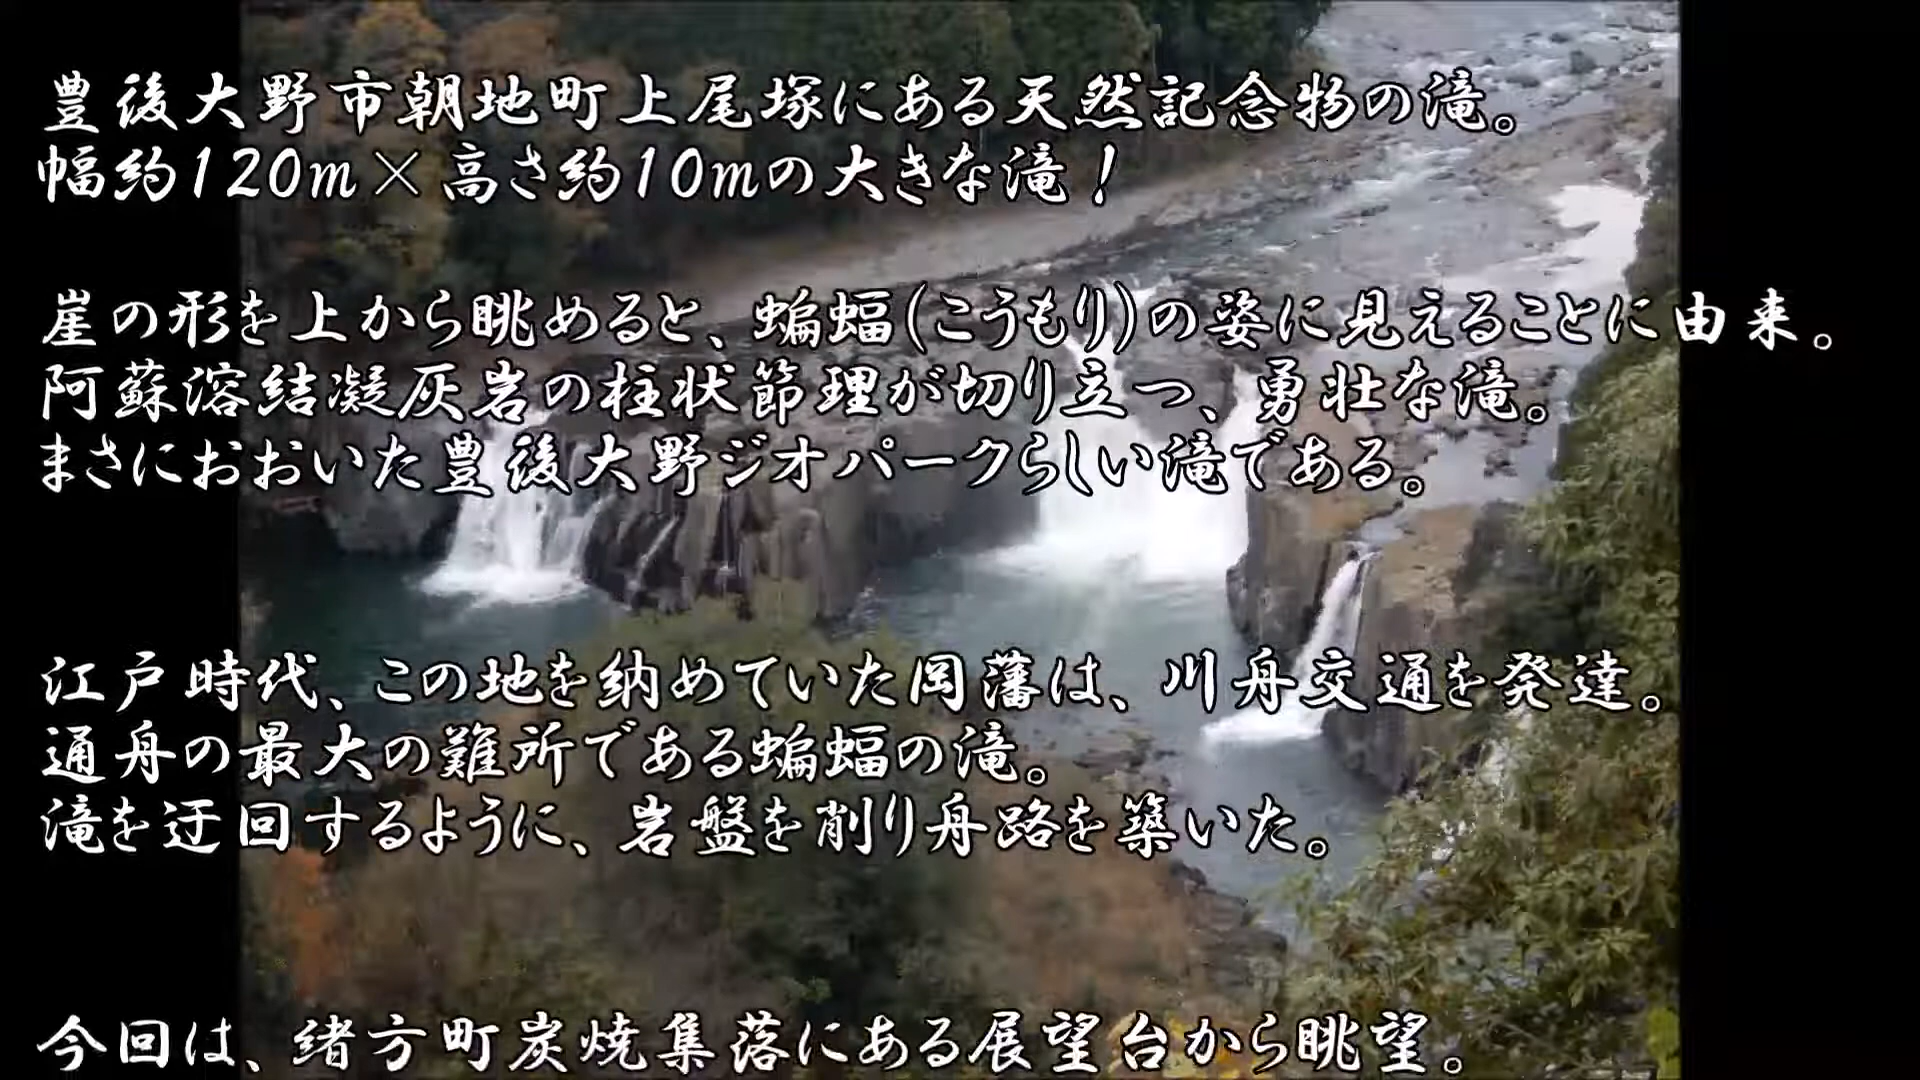 豊後大野市朝地町上尾塚にある天然記念物の滝。
幅約120m×高さ約10mの大きな滝！
崖の形を上から眺めると、蝙蝠(こうもり)の姿に見えることに由来。
阿蘇溶結凝灰岩の柱状節理が切り立つ、勇壮な滝。
まさにおおいた豊後大野ジオパークらしい滝である。
江戸時代、この地を納めていた岡藩は、川舟交通を発達。
通舟の最大の難所である蝙蝠の滝。
滝を迂回するように、岩盤を削り舟路を築いた。
今回は、緒方町炭焼集落にある展望台から眺望。